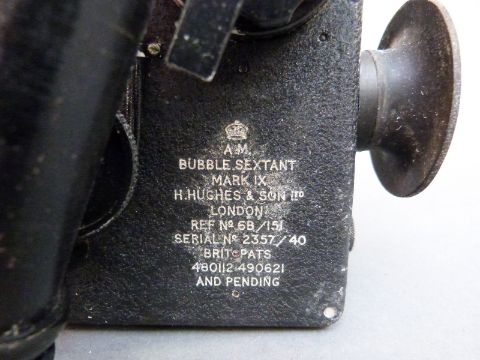 A.M.
BUBBLE SEXTANT
MARK IX
H. HUGHES & SON LTD
LONDON
REF Nº 6B/151
SERIAL Nº 2357/40
BRIT. PATS
480112-490621
AND PENDING